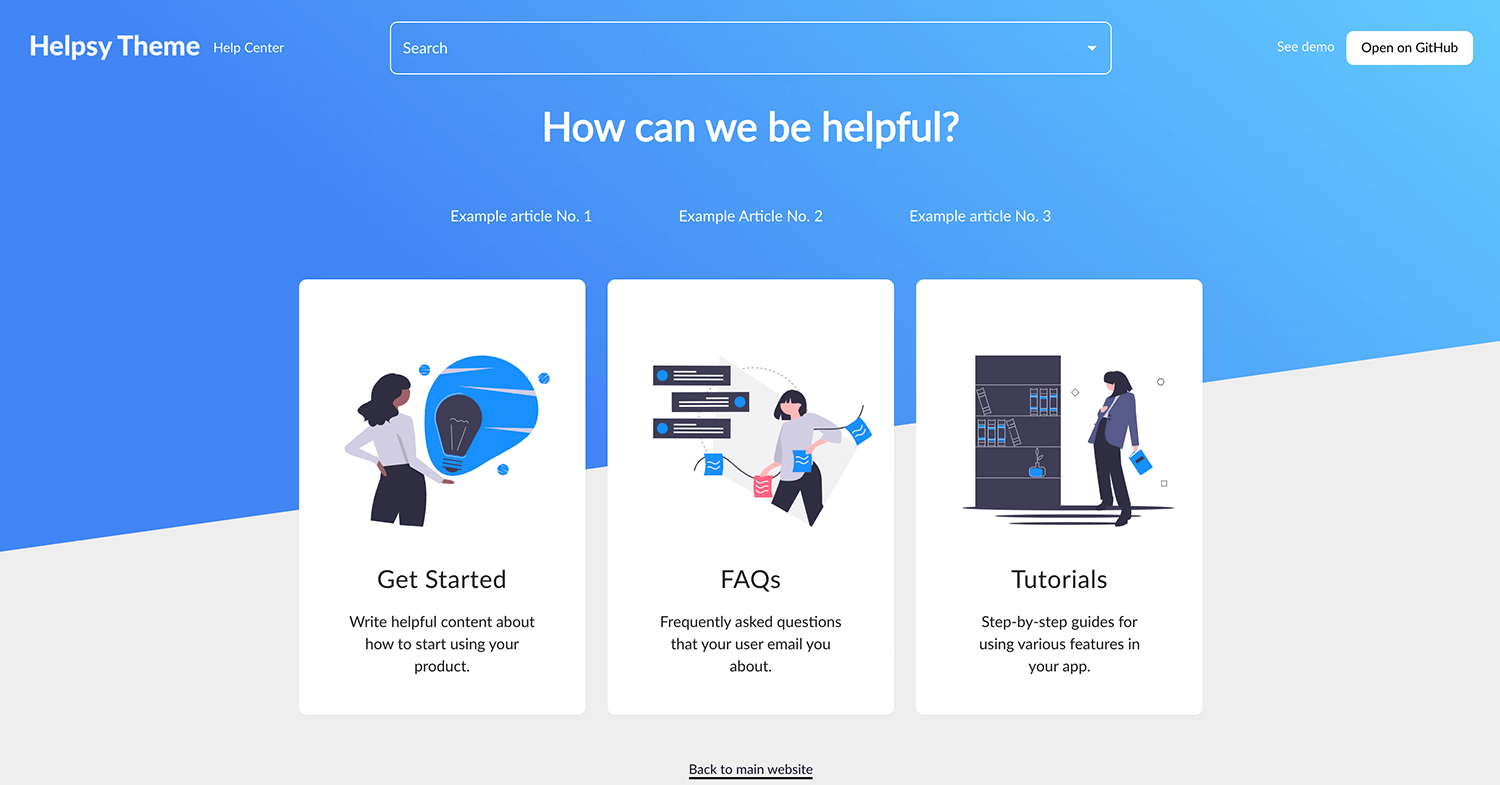 Helpsy Theme Help Center Search See demo Open on GitHub
How can we be helpful?
Example article No. 1 Example Article No. 2 Example article No. 3
Get Started
Write helpful content about
how to start using your
product.
FAQs
Frequently asked questions
that your user email you
about.
Tutorials
Step-by-step guides for
using various features in
your app.
Back to main website